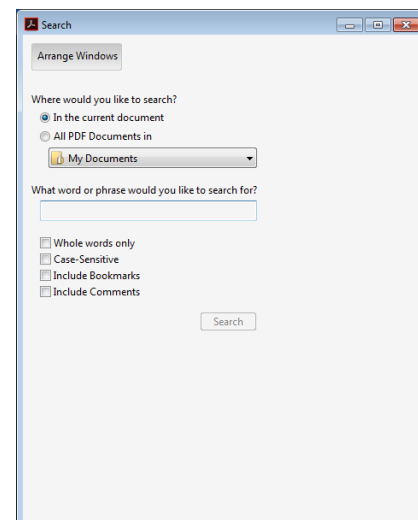 Search
Arrange Windows
Where would you like to search?
In the current document
All PDF Documents in
My Documents
What word or phrase would you like to search for?
Whole words only
Case-Sensitive
Include Bookmarks
Include Comments
Search